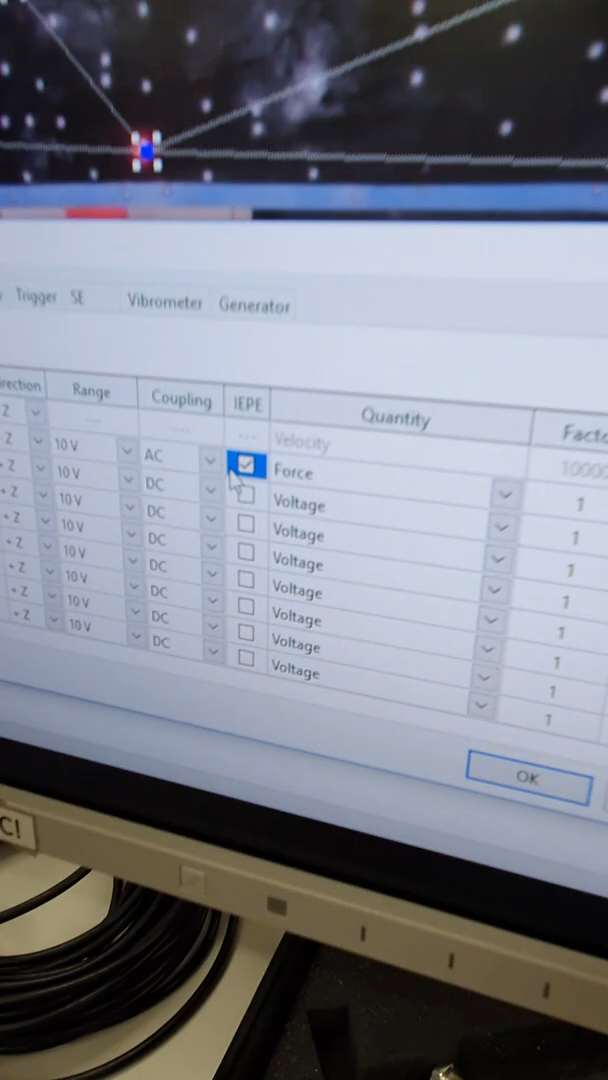 Trigger SE Vibrometer Generator
irection Range Coupling IEPE Quantity Facto
Z --- --- --- Velocity 10000
Z 10 V AC Force 1
+ Z 10 V DC Voltage 1
+ Z 10 V DC Voltage 1
+ Z 10 V DC Voltage 1
+ Z 10 V DC Voltage 1
+ Z 10 V DC Voltage 1
+ Z 10 V DC Voltage 1
+ Z 10 V DC Voltage 1
OK
C!